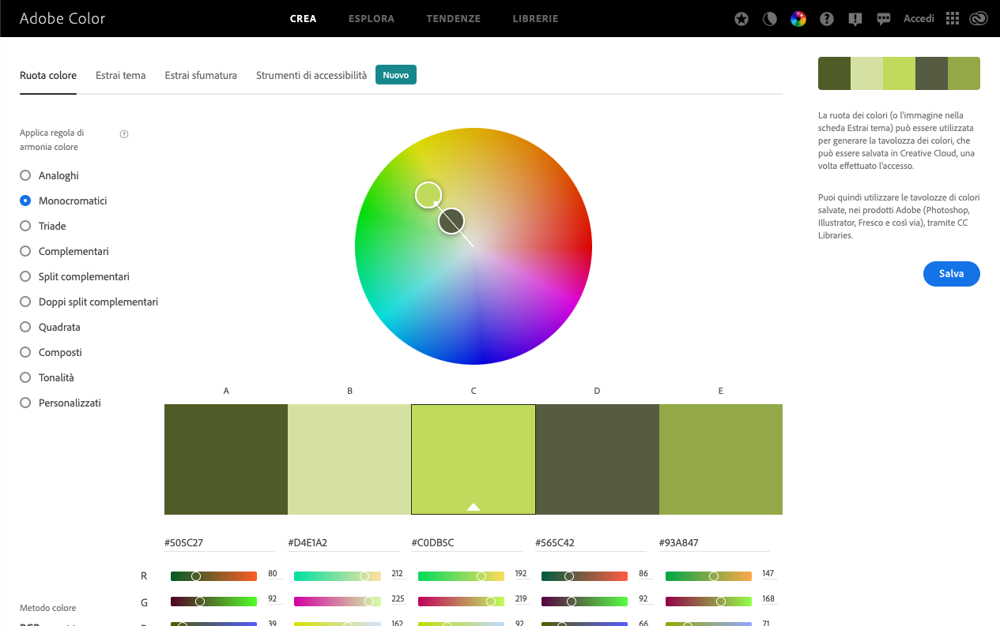 Adobe Color
CREA ESPLORA TENDENZE LIBRERIE
Accedi
Ruota colore Estrai tema Estrai sfumatura Strumenti di accessibilità Nuovo
Applica regola di
armonia colore
Analoghi
Monocromatici
Triade
Complementari
Split complementari
Doppi split complementari
Quadrata
Composti
Tonalità
Personalizzati
La ruota dei colori (o l'immagine nella
scheda Estrai tema) può essere utilizzata
per generare la tavolozza dei colori, che
può essere salvata in Creative Cloud, una
volta effettuato l'accesso.
Puoi quindi utilizzare le tavolozze di colori
salvate, nei prodotti Adobe (Photoshop,
Illustrator, Fresco e così via), tramite CC
Libraries.
Salva
A B C D E
#505C27 #D4E1A2 #C0DB5C #565C42 #93A847
R 80 212 192 86 147
G 92 225 219 92 168
Metodo colore
39 162 92 66 71